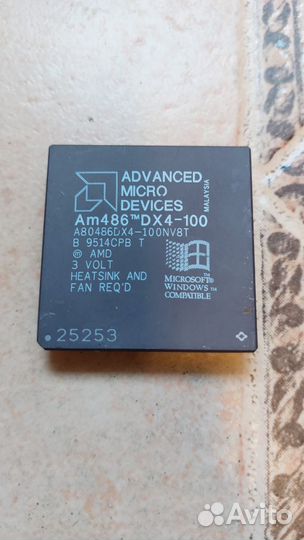 ADVANCED
MICRO
DEVICES
MALAYSIA
Am486™DX4-100
A80486DX4-100NV8T
B 9514CPB T
Ⓜ AMD
3 VOLT
HEATSINK AND
FAN REQ'D
MICROSOFT®
WINDOWS™
COMPATIBLE
25253
Avito